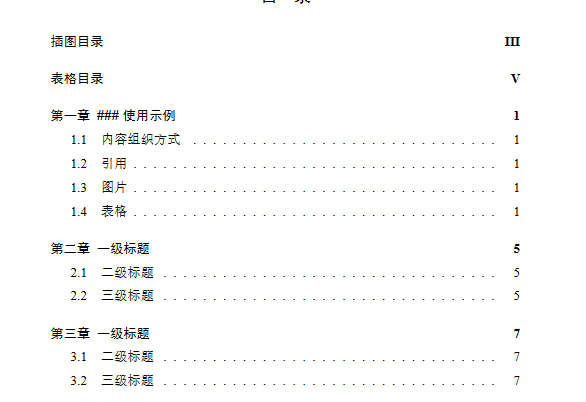 插图目录 III
表格目录 V
第一章 ### 使用示例 1
1.1 内容组织方式 . . . . . . . . . . . . . . . . . . . . . . . . 1
1.2 引用 . . . . . . . . . . . . . . . . . . . . . . . . . . . . 1
1.3 图片 . . . . . . . . . . . . . . . . . . . . . . . . . . . . 1
1.4 表格 . . . . . . . . . . . . . . . . . . . . . . . . . . . . 1
第二章 一级标题 5
2.1 二级标题 . . . . . . . . . . . . . . . . . . . . . . . . . . 5
2.2 三级标题 . . . . . . . . . . . . . . . . . . . . . . . . . . 5
第三章 一级标题 7
3.1 二级标题 . . . . . . . . . . . . . . . . . . . . . . . . . . 7
3.2 三级标题 . . . . . . . . . . . . . . . . . . . . . . . . . . 7